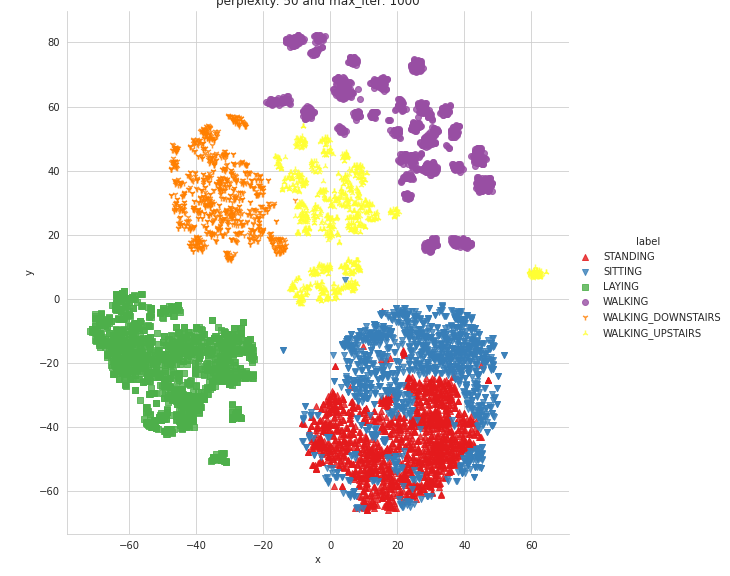 perplexity: 50 and max_iter: 1000
80
60
40
20
0
−20
−40
−60
y
−60
−40
−20
0
20
40
60
x
label
STANDING
SITTING
LAYING
WALKING
WALKING_DOWNSTAIRS
WALKING_UPSTAIRS